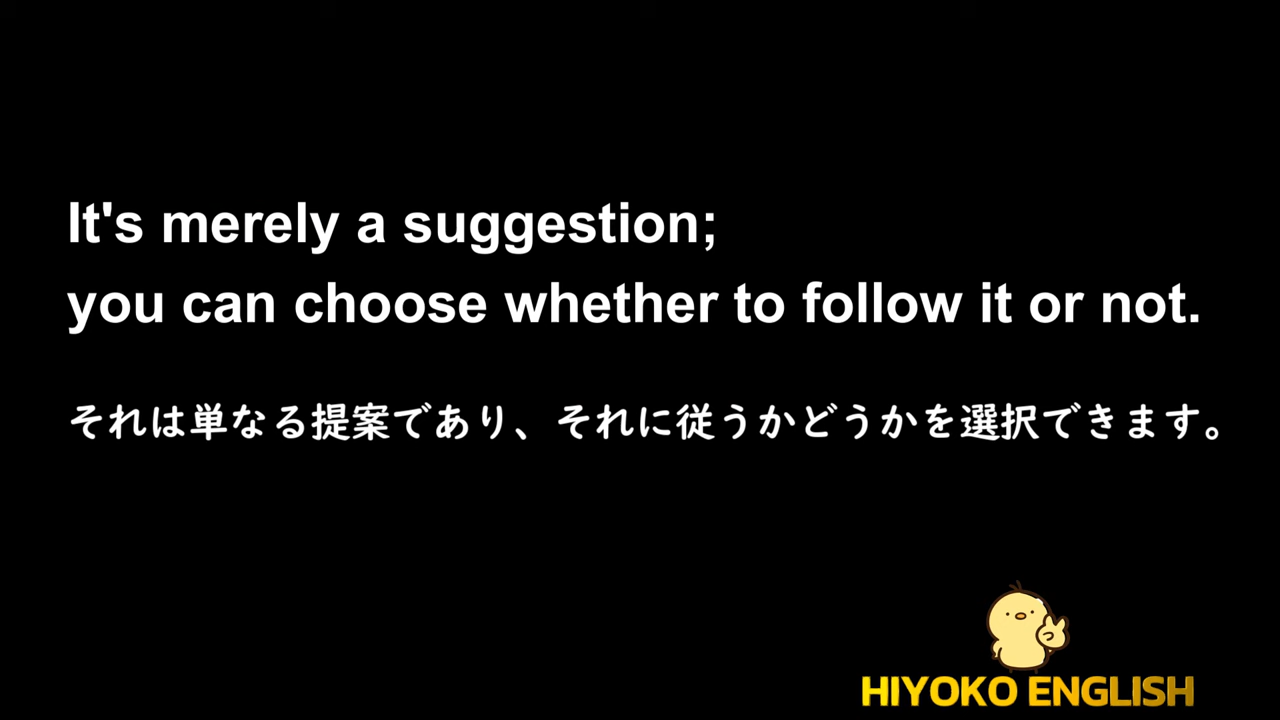 It's merely a suggestion;
you can choose whether to follow it or not.
それは単なる提案であり、それに従うかどうかを選択できます。
HIYOKO ENGLISH